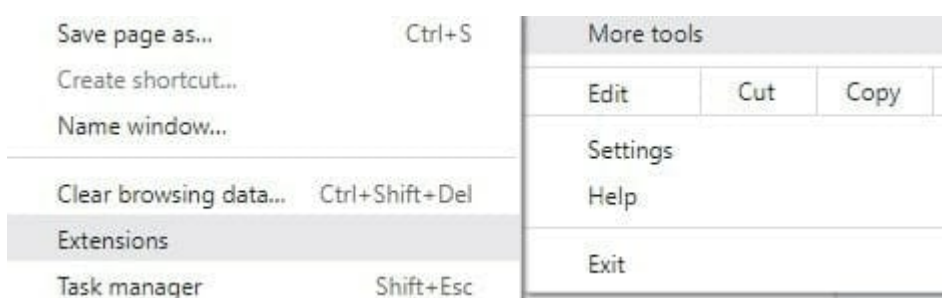 Save page as... Ctrl+S
Create shortcut...
Name window...
Clear browsing data... Ctrl+Shift+Del
Extensions
Task manager Shift+Esc
More tools
Edit Cut Copy
Settings
Help
Exit